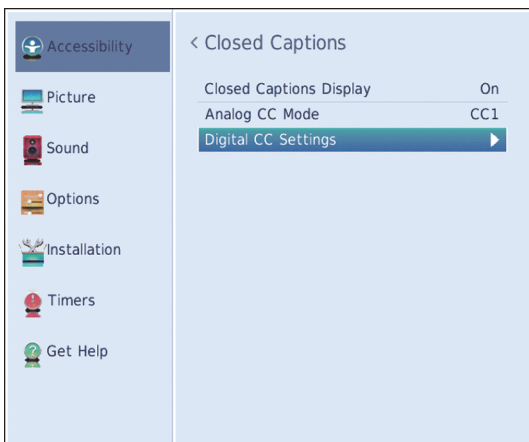 Accessibility
Picture
Sound
Options
Installation
Timers
Get Help
< Closed Captions
Closed Captions Display On
Analog CC Mode CC1
Digital CC Settings